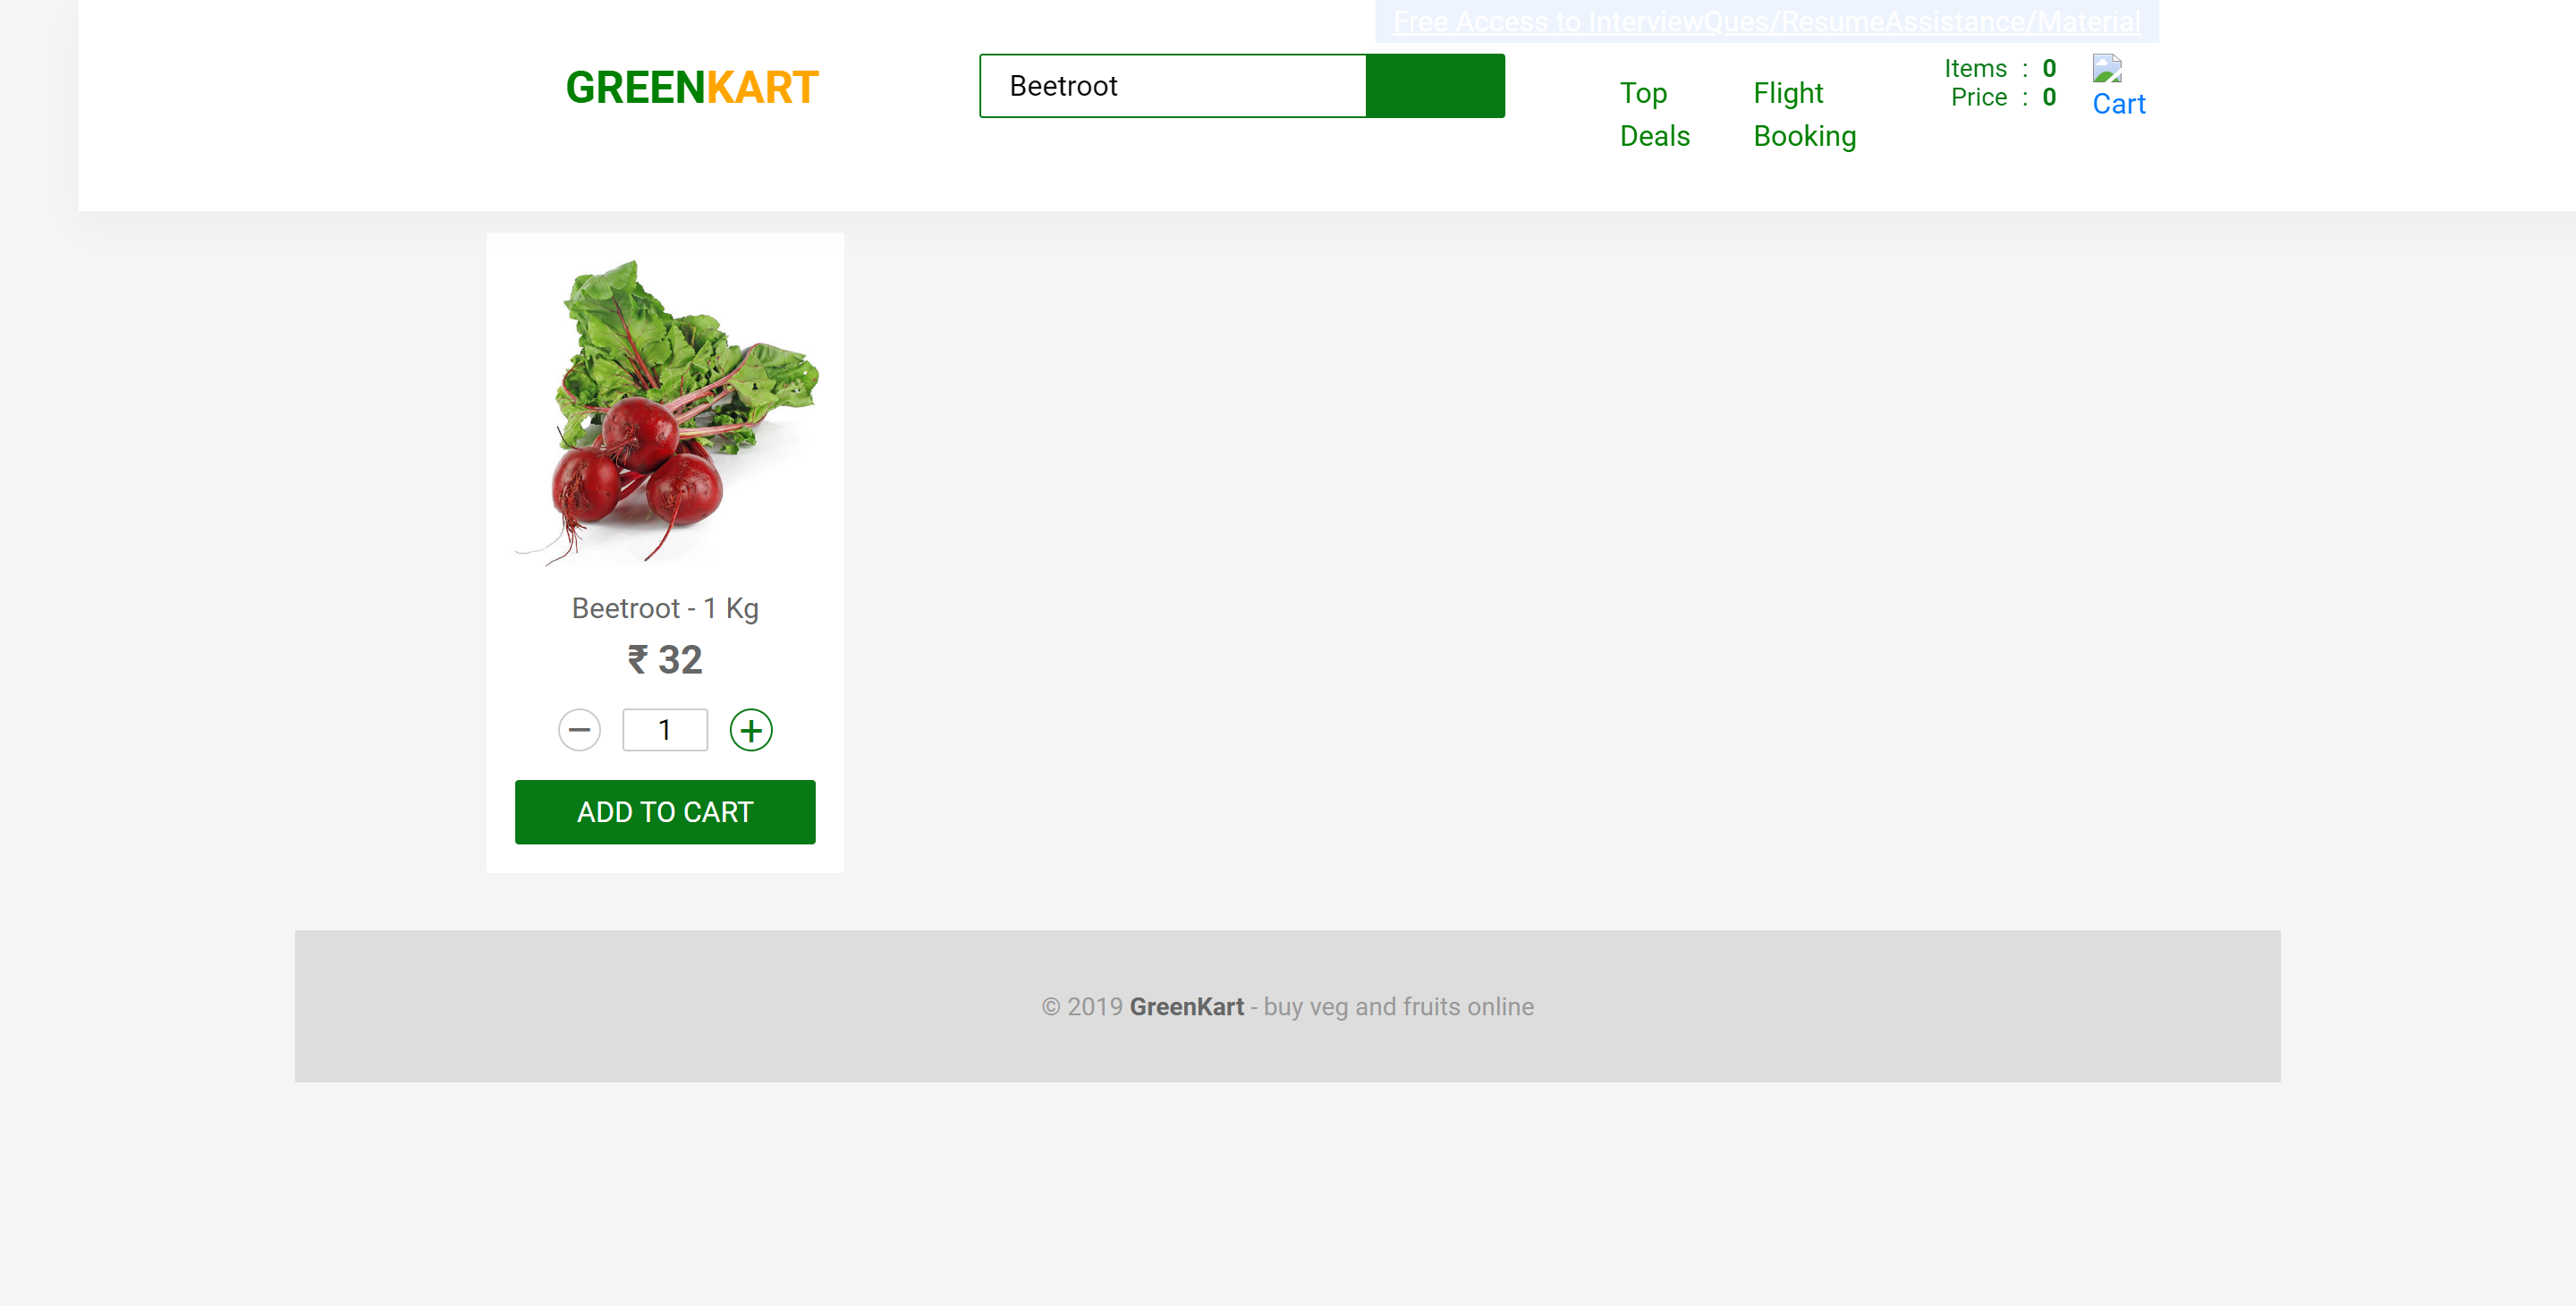 Free Access to InterviewQues/ResumeAssistance/Material
GREENKART
Beetroot
Top
Deals
Flight
Booking
Items : 0
Price : 0
Cart
Beetroot - 1 Kg
₹ 32
1
ADD TO CART
© 2019 GreenKart - buy veg and fruits online